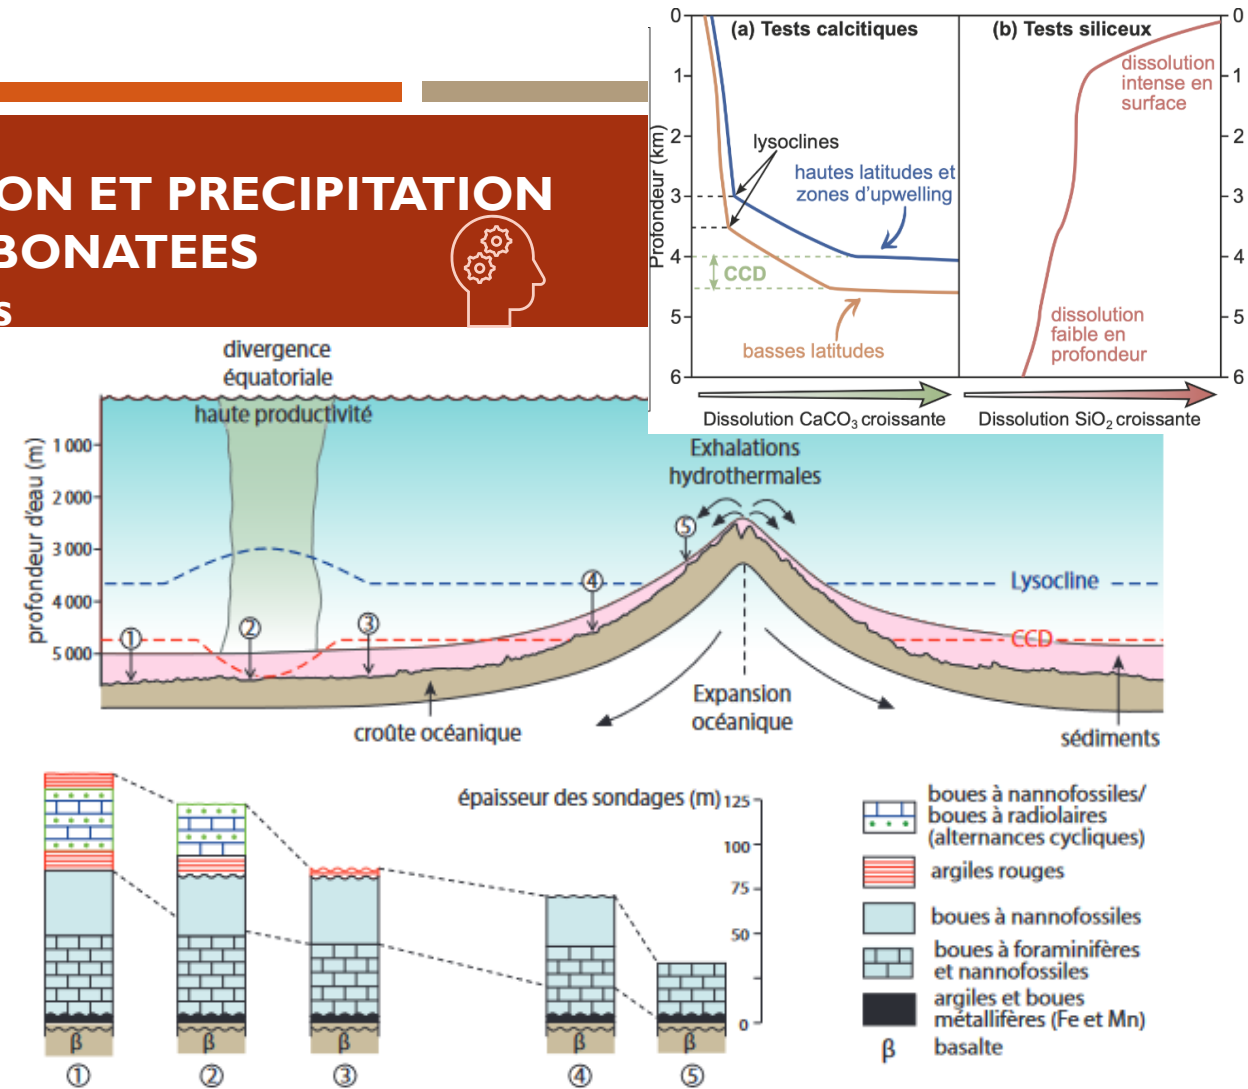 ON ET PRECIPITATION
BONATEES
S
0
1
2
3
4
5
6
Profondeur (km)
(a) Tests calcitiques
lysoclines
hautes latitudes et
zones d'upwelling
CCD
basses latitudes
Dissolution CaCO₃ croissante
(b) Tests siliceux
dissolution
intense en
surface
dissolution
faible en
profondeur
0
1
2
3
4
5
6
Dissolution SiO₂ croissante
divergence
équatoriale
haute productivité
profondeur d'eau (m)
1 000
2 000
3 000
4 000
5 000
Exhalations
hydrothermales
①
②
③
④
⑤
Lysocline
CCD
Expansion
océanique
croûte océanique
sédiments
épaisseur des sondages (m)
125
100
75
50
0
β
β
β
β
β
①
②
③
④
⑤
boues à nannofossiles/
boues à radiolaires
(alternances cycliques)
argiles rouges
boues à nannofossiles
boues à foraminifères
et nannofossiles
argiles et boues
métallifères (Fe et Mn)
β basalte